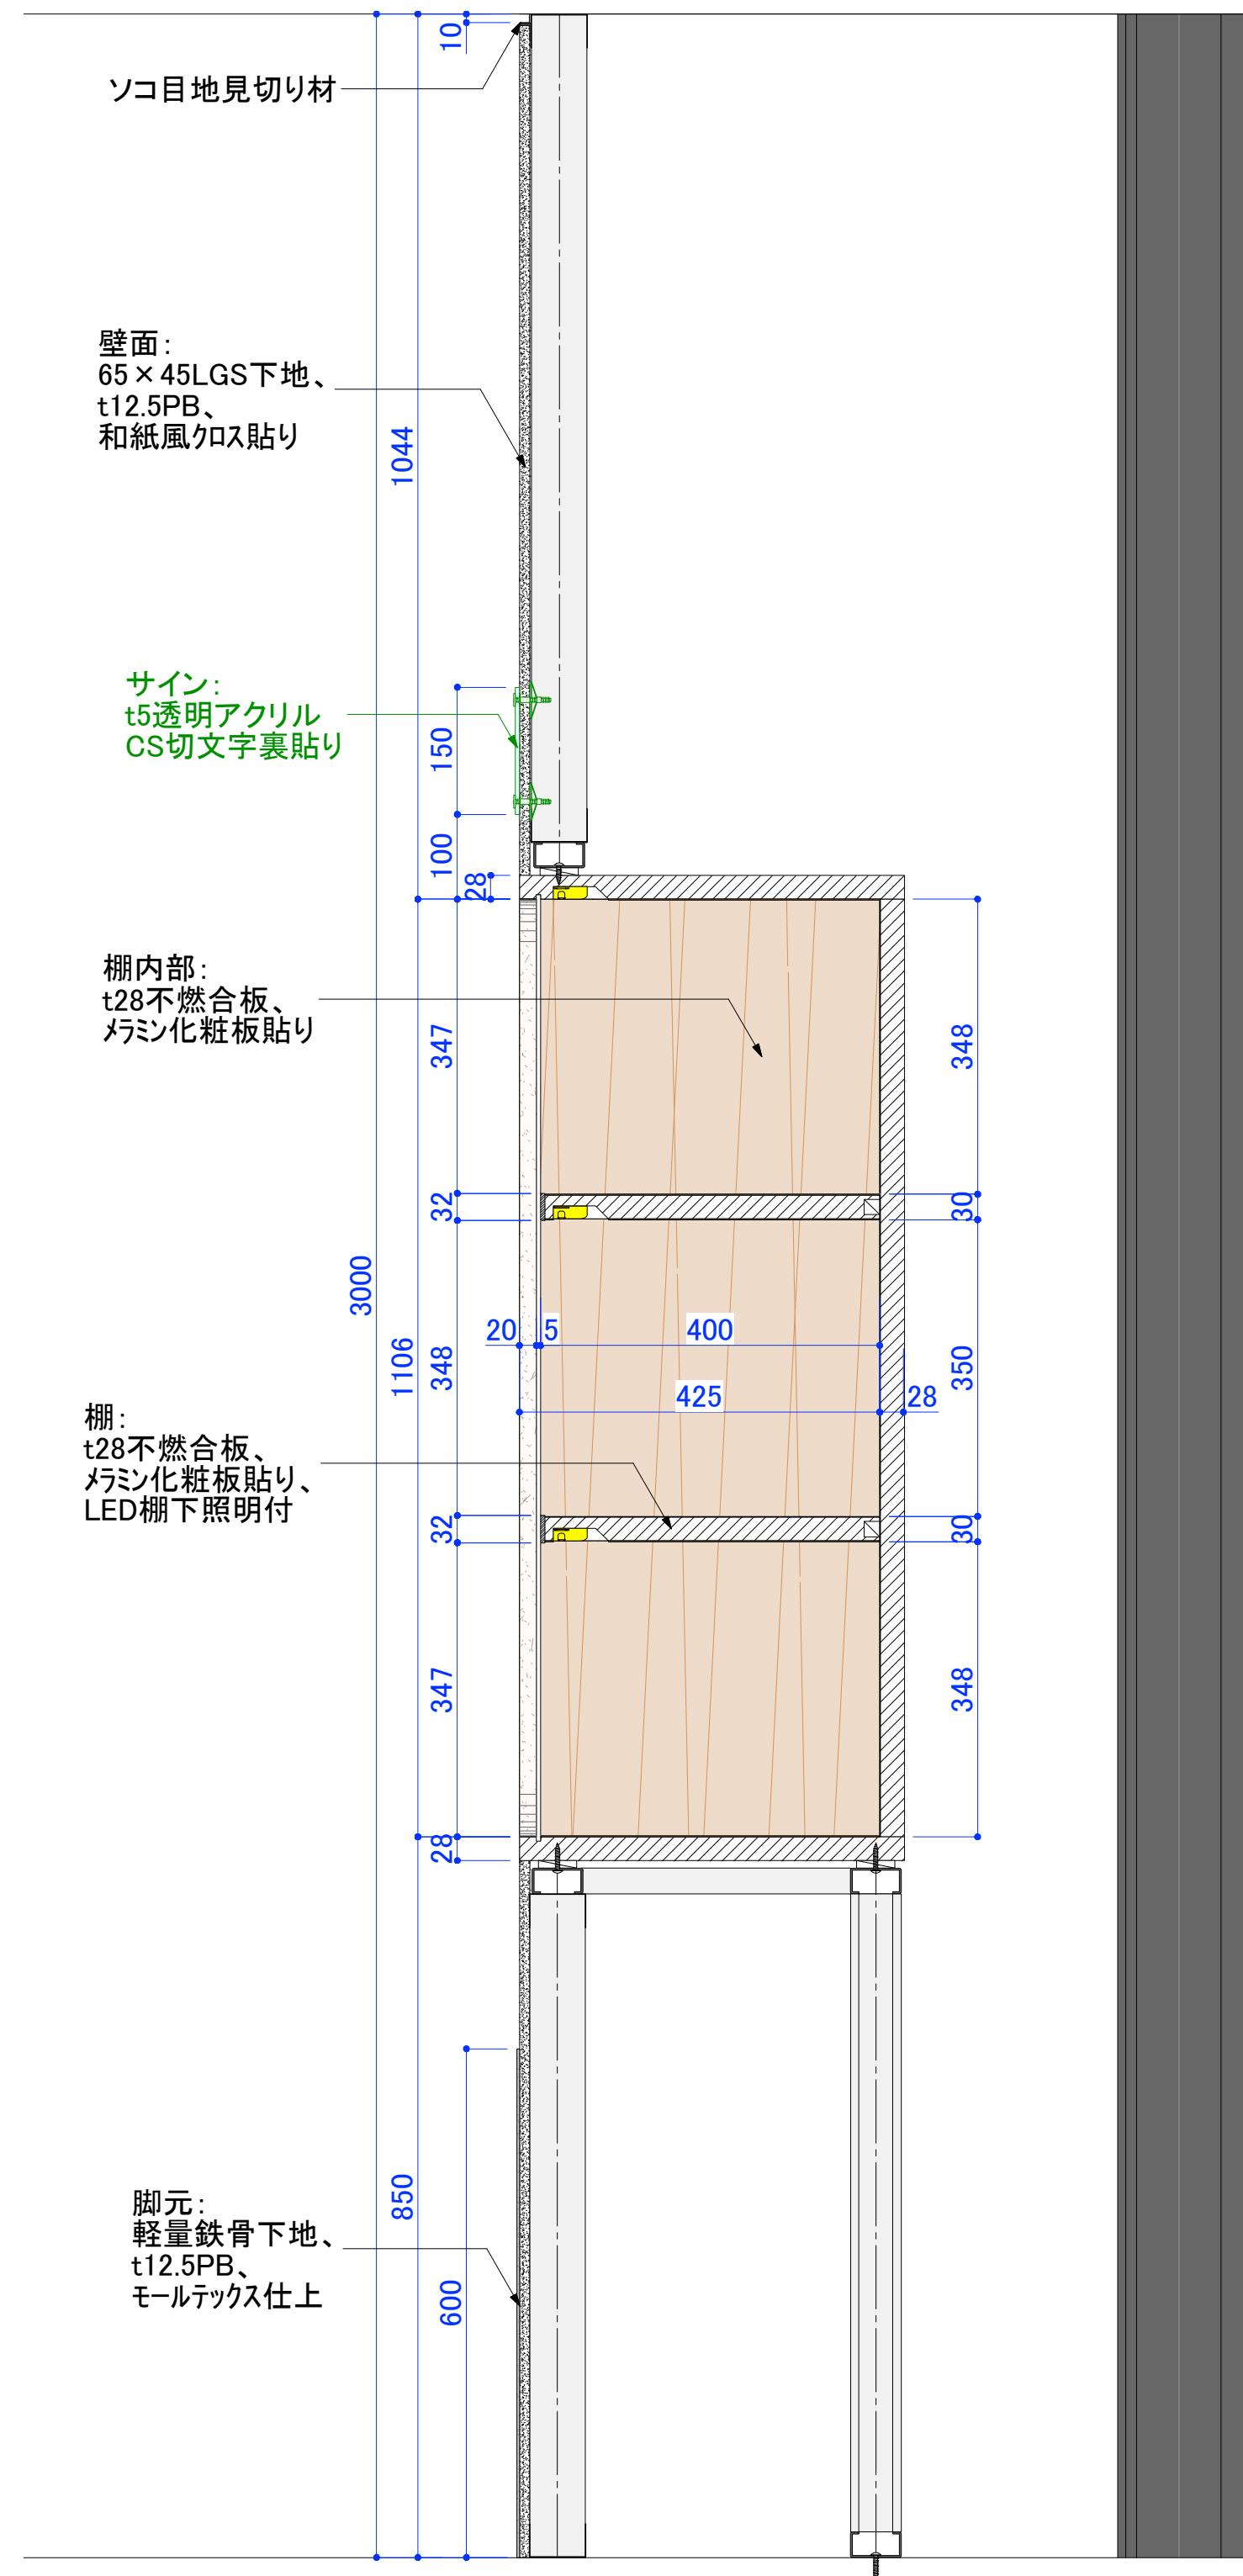 10
ソコ目地見切り材
壁面:
65×45LGS下地、
t12.5PB、
和紙風クロス貼り
1044
サイン:
t5透明アクリル
CS切文字裏貼り
150
100
28
棚内部:
t28不燃合板、
メラミン化粧板貼り
347
348
32
30
3000
1106
348
20
5
400
425
28
350
棚:
t28不燃合板、
メラミン化粧板貼り、
LED棚下照明付
32
30
347
348
28
850
脚元:
軽量鉄骨下地、
t12.5PB、
モールテックス仕上
600